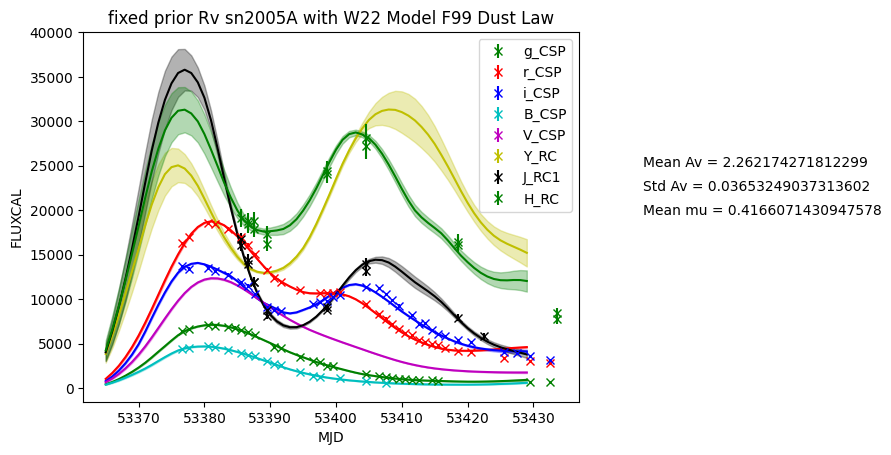 fixed prior Rv sn2005A with W22 Model F99 Dust Law
40000
35000
30000
25000
20000
15000
10000
5000
0
FLUXCAL
g_CSP
r_CSP
i_CSP
B_CSP
V_CSP
Y_RC
J_RC1
H_RC
Mean Av = 2.262174271812299
Std Av = 0.03653249037313602
Mean mu = 0.4166071430947578
53370 53380 53390 53400 53410 53420 53430
MJD